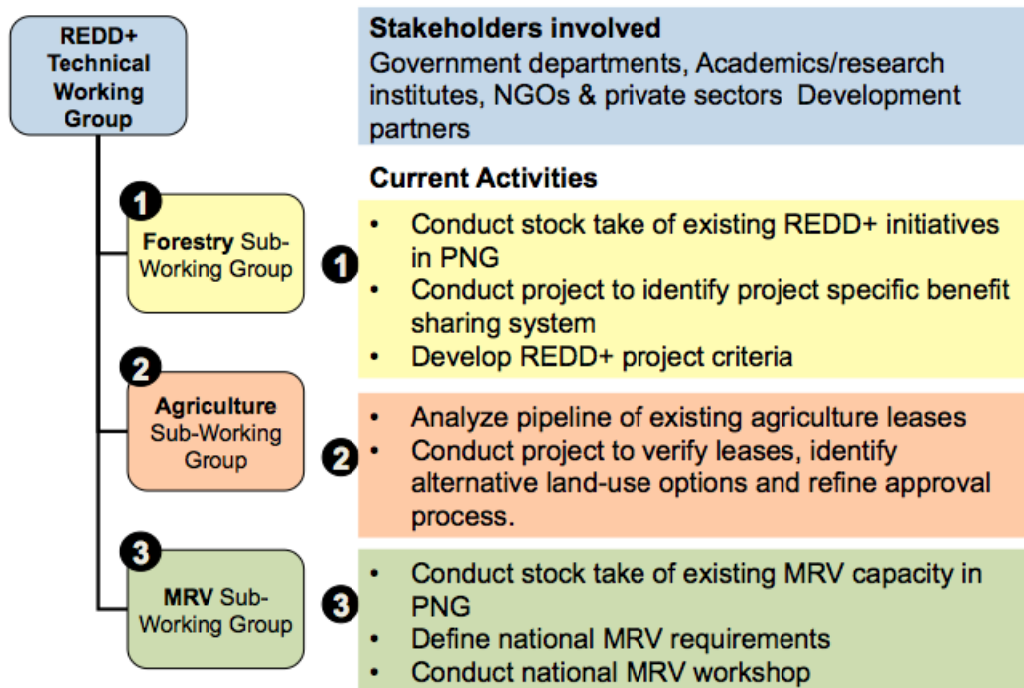 REDD+
Technical
Working
Group
Stakeholders involved
Government departments, Academics/research
institutes, NGOs & private sectors  Development
partners
Current Activities
1
Forestry Sub-
Working Group
1
• Conduct stock take of existing REDD+ initiatives
in PNG
• Conduct project to identify project specific benefit
sharing system
• Develop REDD+ project criteria
2
Agriculture
Sub-Working
Group
2
• Analyze pipeline of existing agriculture leases
• Conduct project to verify leases, identify
alternative land-use options and refine approval
process.
3
MRV Sub-
Working Group
3
• Conduct stock take of existing MRV capacity in
PNG
• Define national MRV requirements
• Conduct national MRV workshop